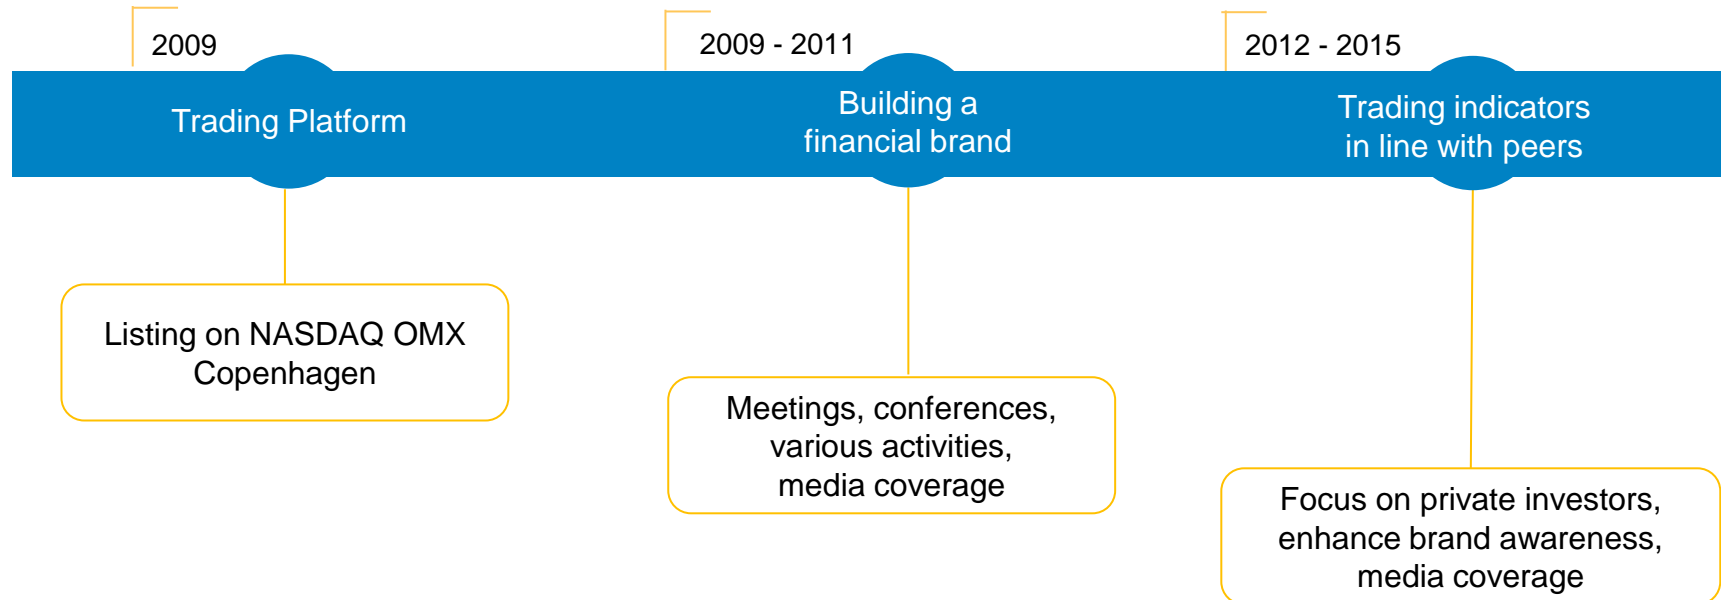 2009
Trading Platform
Listing on NASDAQ OMX
Copenhagen
2009 - 2011
Building a
financial brand
Meetings, conferences,
various activities,
media coverage
2012 - 2015
Trading indicators
in line with peers
Focus on private investors,
enhance brand awareness,
media coverage